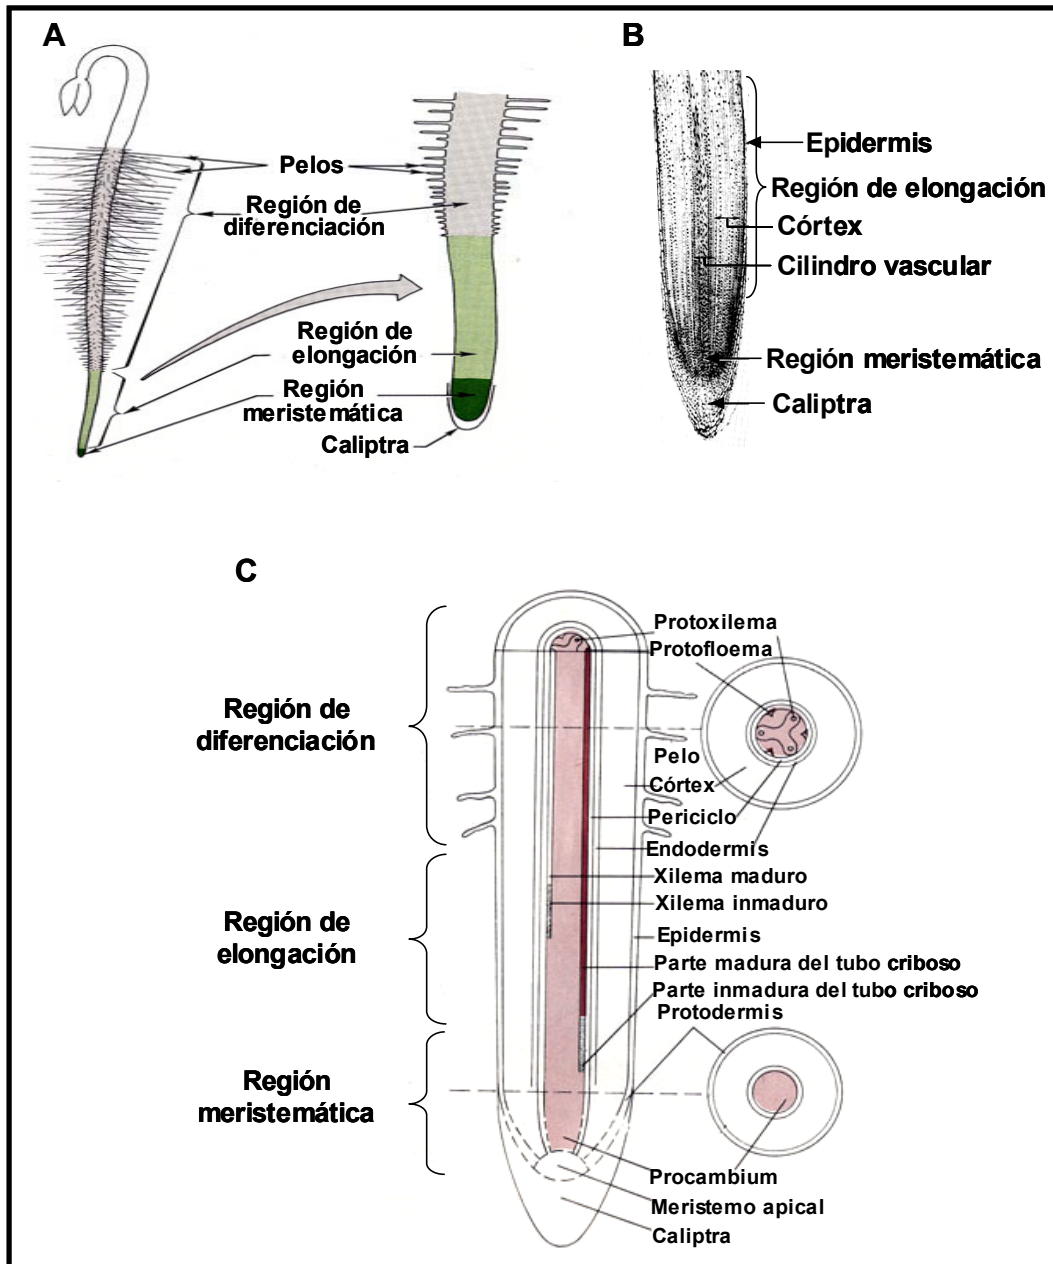 A
Pelos
Región de
diferenciación
Región de
elongación
Región
meristemática
Caliptra
B
Epidermis
Región de elongación
Córtex
Cilindro vascular
Región meristemática
Caliptra
C
Región de
diferenciación
Región de
elongación
Región
meristemática
Protoxilema
Protofloema
Pelo
Córtex
Periciclo
Endodermis
Xilema maduro
Xilema inmaduro
Epidermis
Parte madura del tubo criboso
Parte inmadura del tubo criboso
Protodermis
Procambium
Meristemo apical
Caliptra